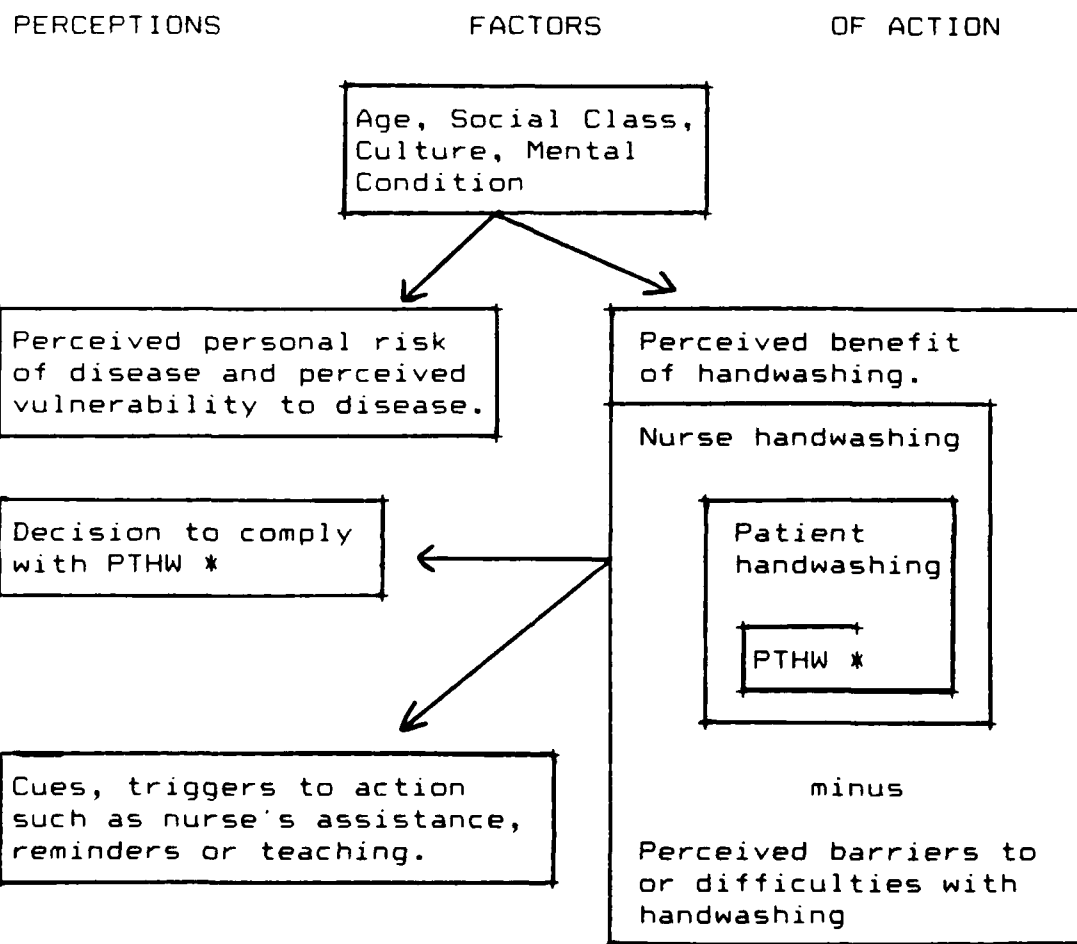 PERCEPTIONS FACTORS OF ACTION
Age, Social Class,
Culture, Mental
Condition
Perceived personal risk
of disease and perceived
vulnerability to disease.
Perceived benefit
of handwashing.
Nurse handwashing
Patient
handwashing
PTHW *
Decision to comply
with PTHW *
Cues, triggers to action
such as nurse's assistance,
reminders or teaching.
minus
Perceived barriers to
or difficulties with
handwashing